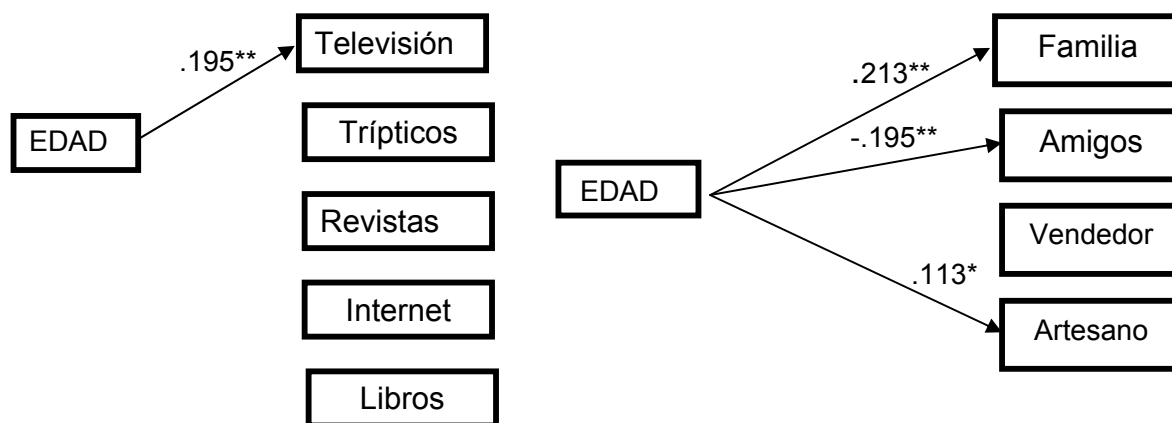 Televisión
.195**
EDAD
Trípticos
Revistas
Internet
Libros
Familia
.213**
-.195**
Amigos
EDAD
Vendedor
.113*
Artesano